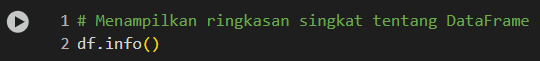 1 # Menampilkan ringkasan singkat tentang DataFrame
2 df.info()